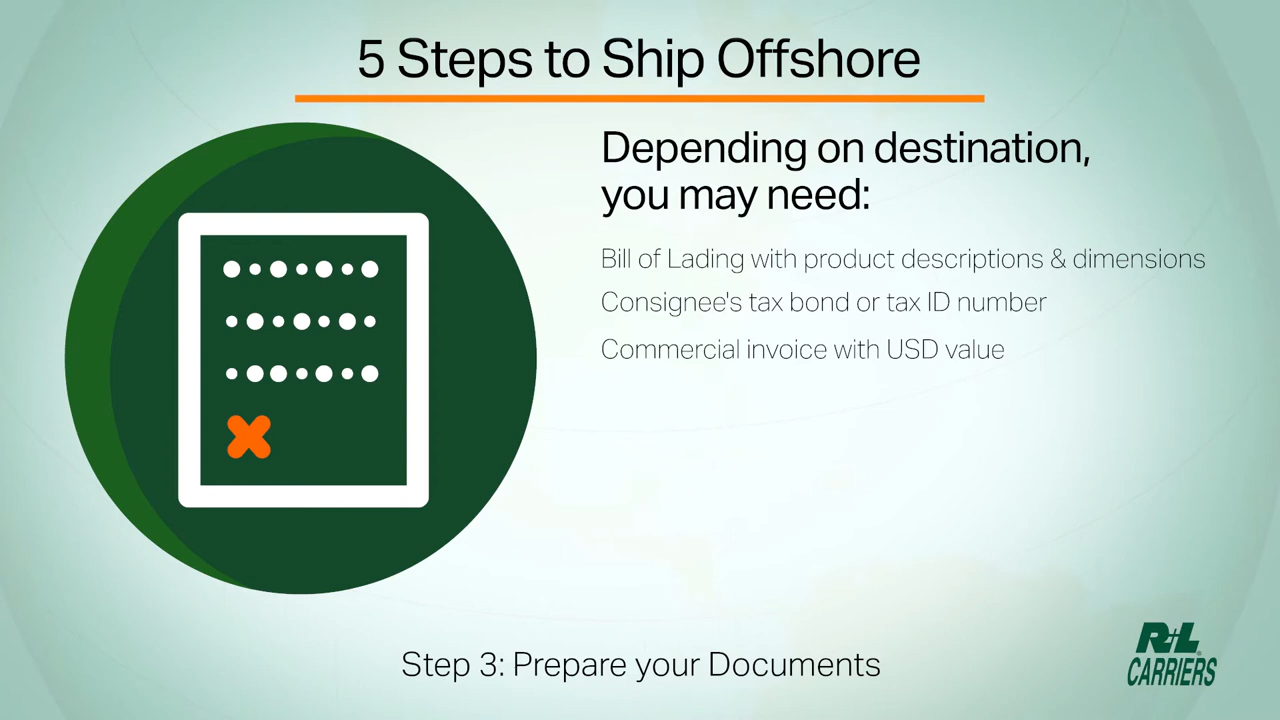 5 Steps to Ship Offshore
Depending on destination,
you may need:
Bill of Lading with product descriptions & dimensions
Consignee's tax bond or tax ID number
Commercial invoice with USD value
Step 3: Prepare your Documents
R+L
CARRIERS